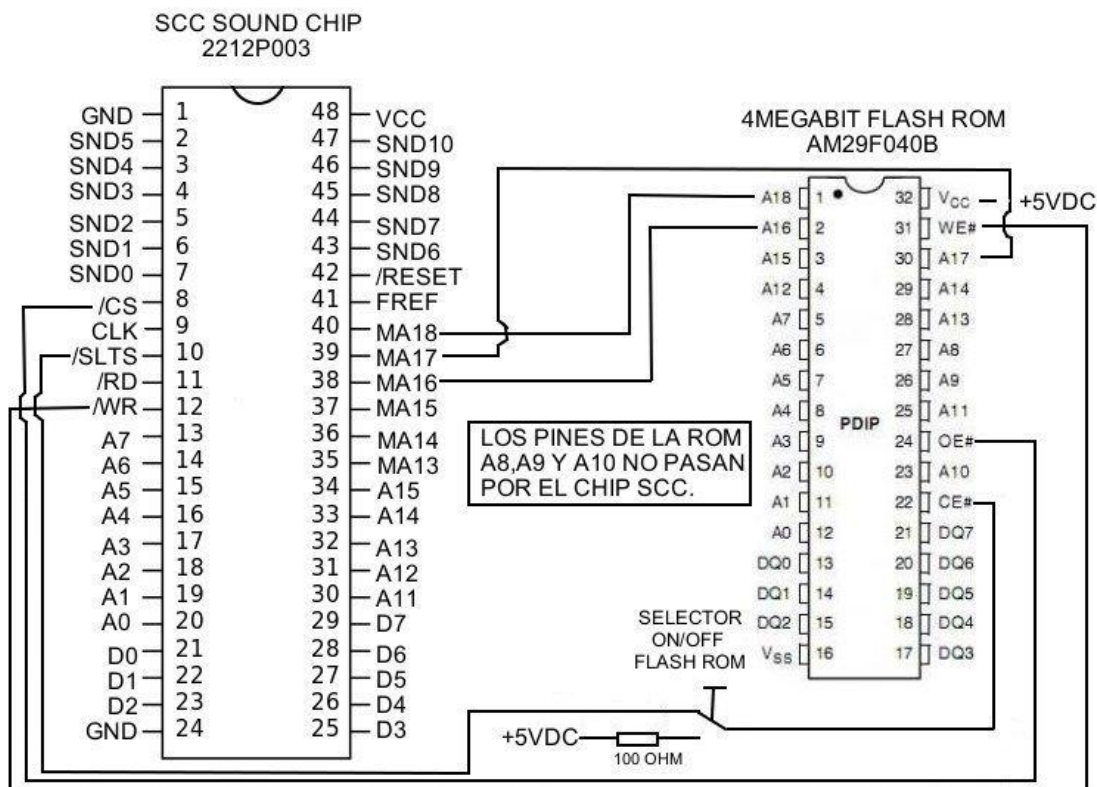 SCC SOUND CHIP
2212P003
GND 1 48 VCC
SND5 2 47 SND10
SND4 3 46 SND9
SND3 4 45 SND8
SND2 5 44 SND7
SND1 6 43 SND6
SND0 7 42 /RESET
/CS 8 41 FREF
CLK 9 40 MA18
/SLTS 10 39 MA17
/RD 11 38 MA16
/WR 12 37 MA15
A7 13 36 MA14
A6 14 35 MA13
A5 15 34 A15
A4 16 33 A14
A3 17 32 A13
A2 18 31 A12
A1 19 30 A11
A0 20 29 D7
D0 21 28 D6
D1 22 27 D5
D2 23 26 D4
GND 24 25 D3
4MEGABIT FLASH ROM
AM29F040B
A18 1 32 VCC +5VDC
A16 2 31 WE#
A15 3 30 A17
A12 4 29 A14
A7 5 28 A13
A6 6 27 A8
A5 7 26 A9
A4 8 25 A11
PDIP
A3 9 24 OE#
A2 10 23 A10
A1 11 22 CE#
A0 12 21 DQ7
DQ0 13 20 DQ6
DQ1 14 19 DQ5
DQ2 15 18 DQ4
VSS 16 17 DQ3
LOS PINES DE LA ROM
A8,A9 Y A10 NO PASAN
POR EL CHIP SCC.
SELECTOR
ON/OFF
FLASH ROM
+5VDC
100 OHM